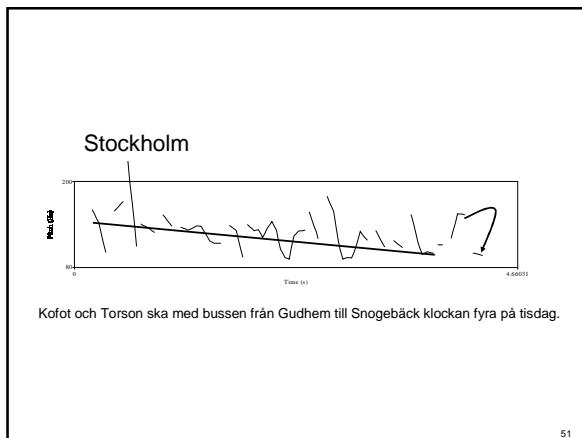 Stockholm
200
80
0
4.66031
Time (s)
Kofot och Torson ska med bussen från Gudhem till Snogebäck klockan fyra på tisdag.
51